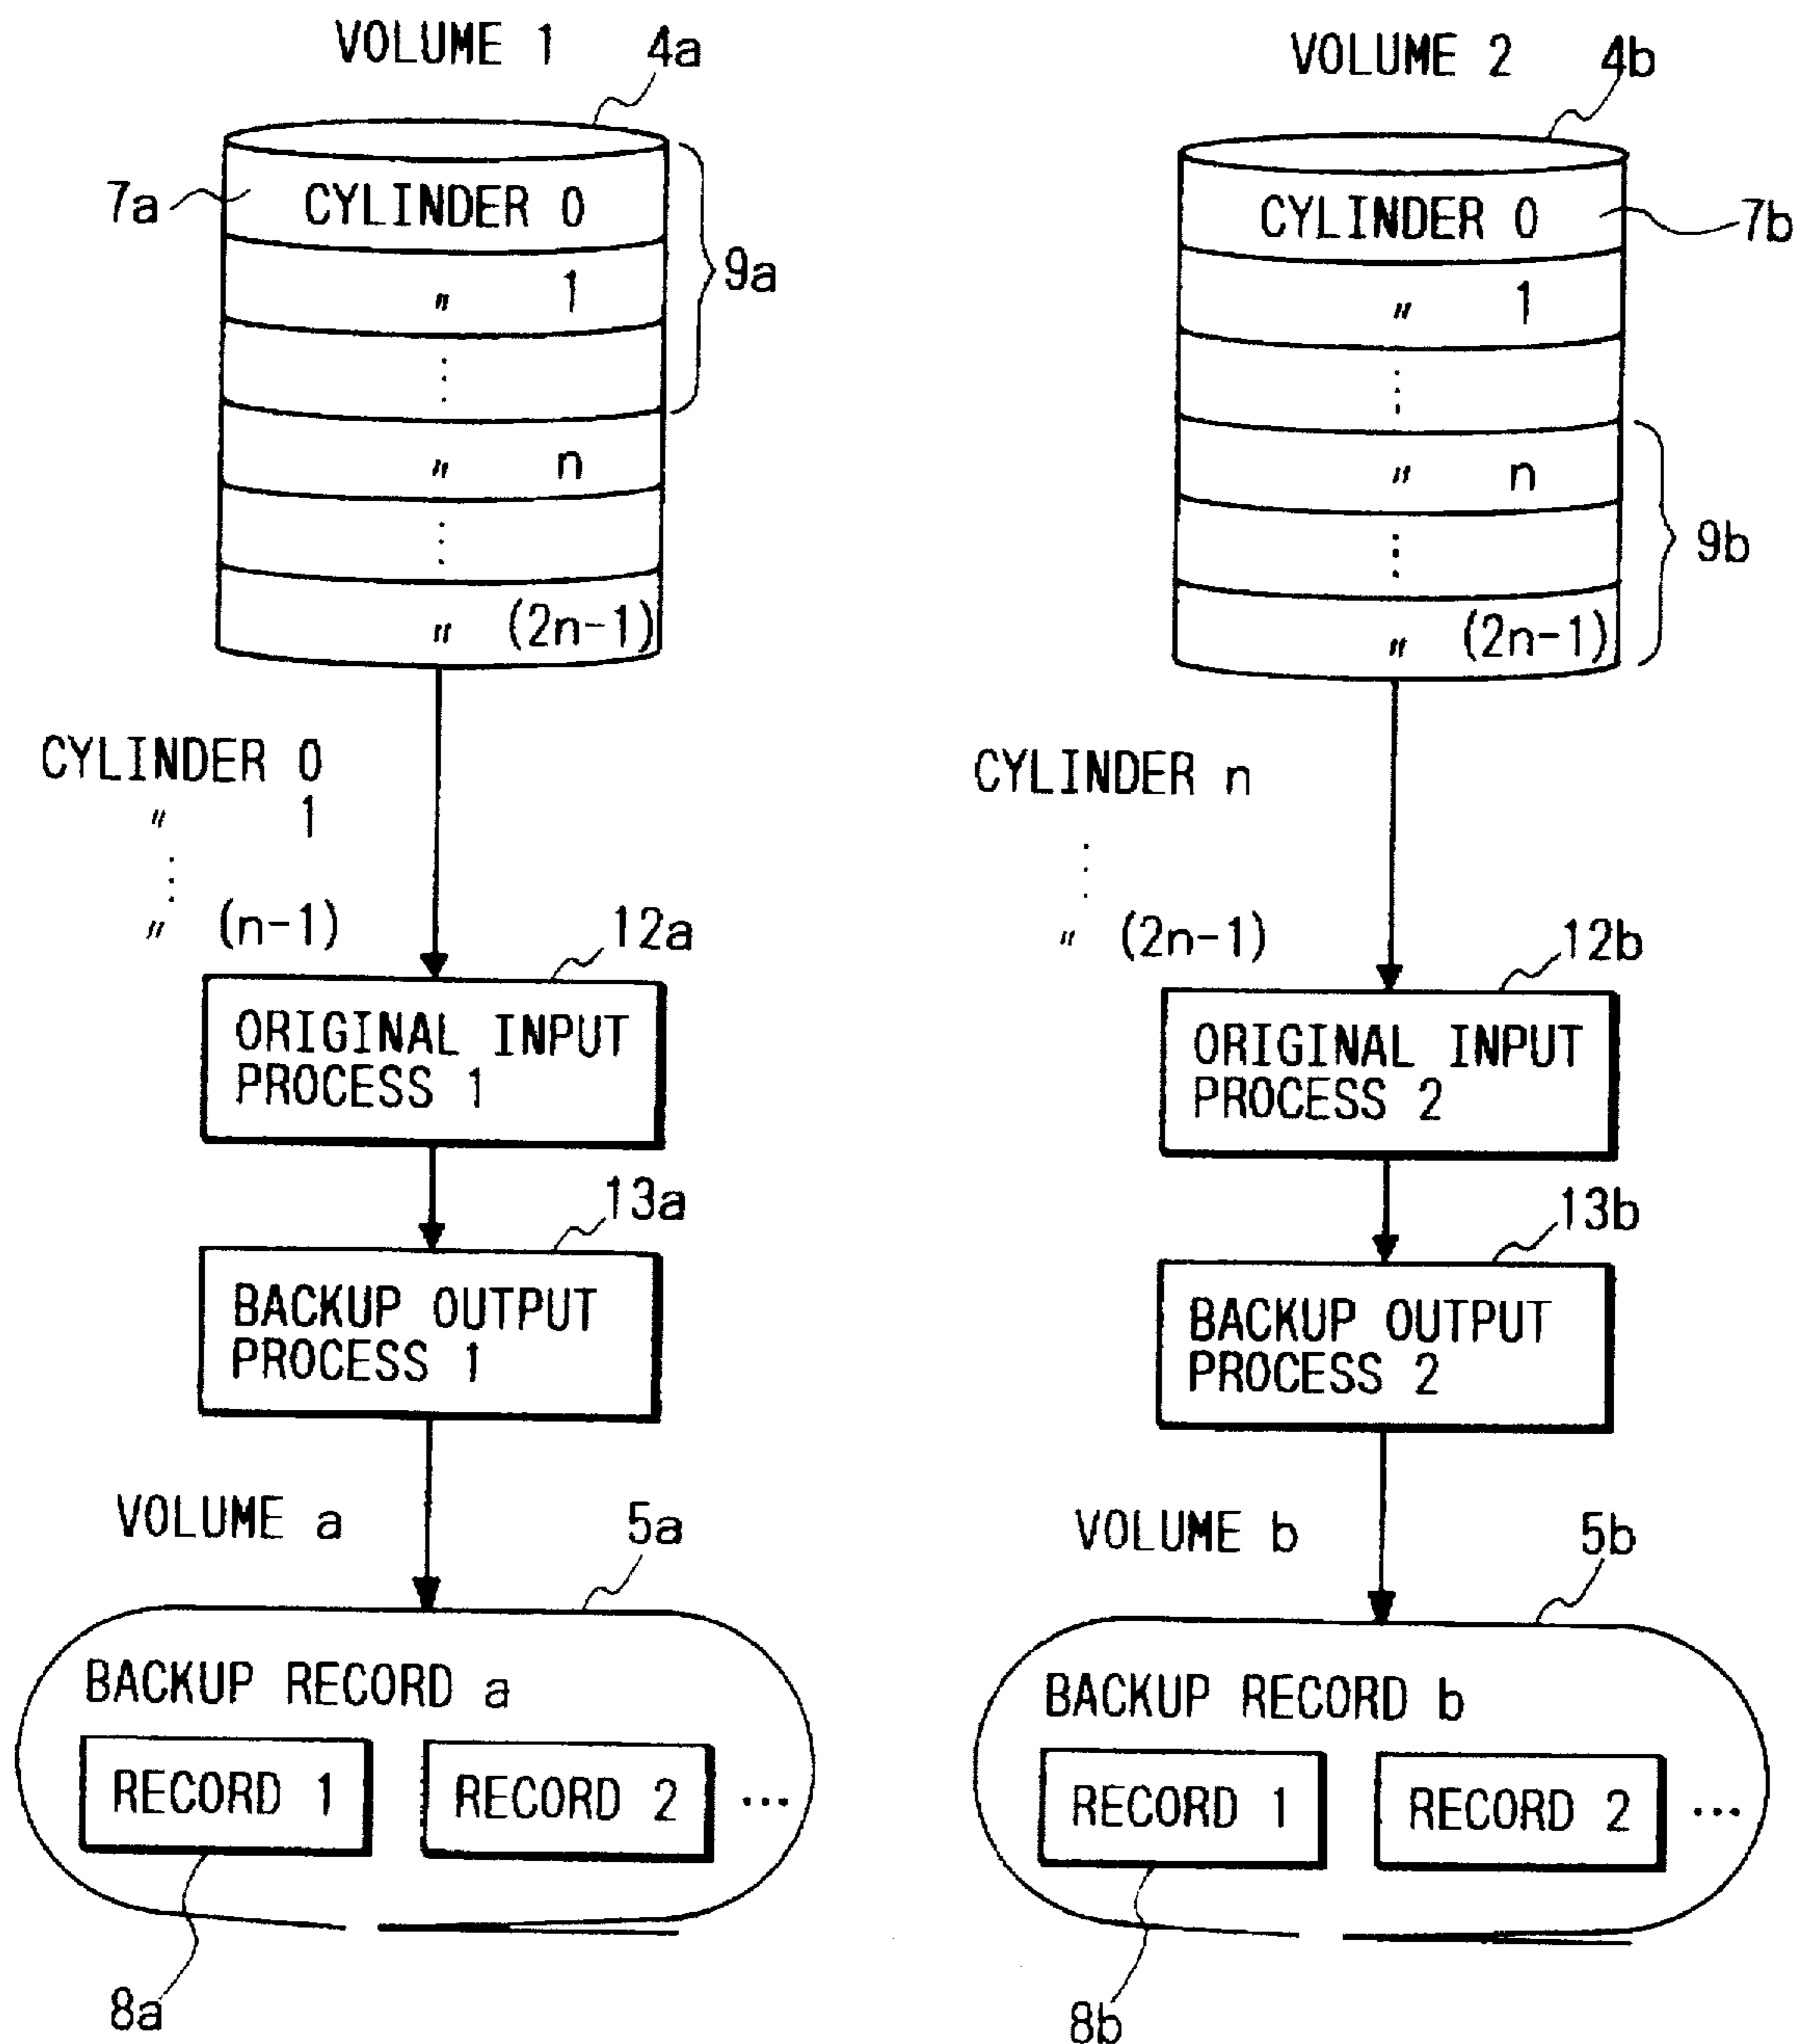 VOLUME 1
4a
7a
CYLINDER 0
〃 1
⋮
〃 n
⋮
〃 (2n-1)
9a
CYLINDER 0
〃 1
⋮
〃 (n-1)
12a
ORIGINAL INPUT
PROCESS 1
13a
BACKUP OUTPUT
PROCESS 1
VOLUME a
5a
BACKUP RECORD a
RECORD 1
RECORD 2
...
8a
VOLUME 2
4b
CYLINDER 0
7b
〃 1
⋮
〃 n
⋮
〃 (2n-1)
9b
CYLINDER n
⋮
〃 (2n-1)
12b
ORIGINAL INPUT
PROCESS 2
13b
BACKUP OUTPUT
PROCESS 2
VOLUME b
5b
BACKUP RECORD b
RECORD 1
RECORD 2
...
8b